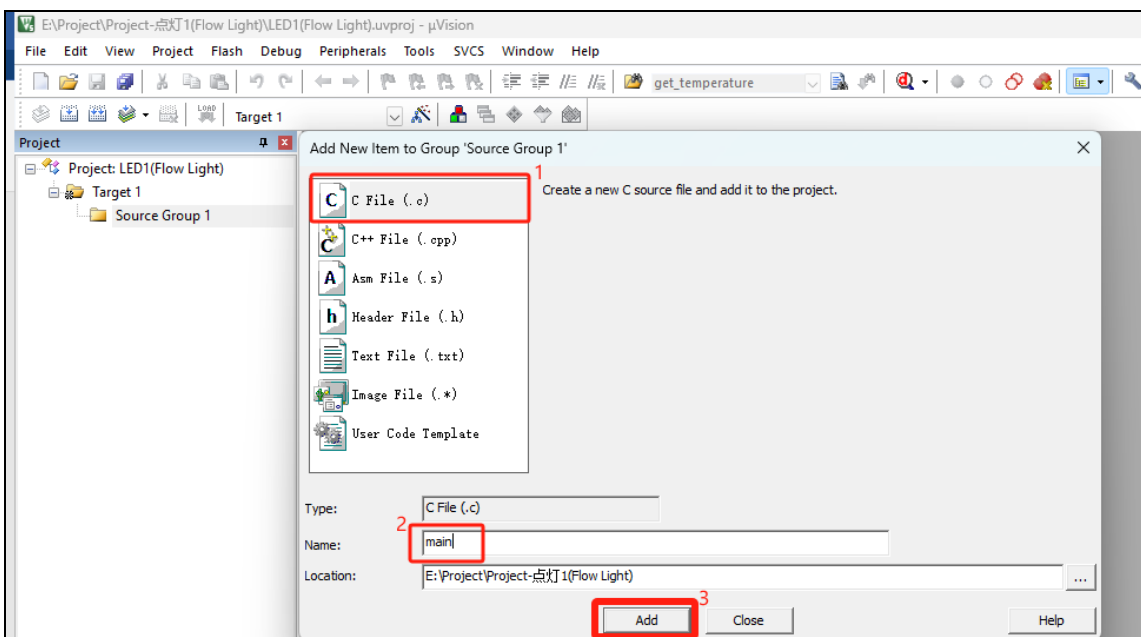 E:\Project\Project-点灯1(Flow Light)\LED1(Flow Light).uvproj - µVision
File Edit View Project Flash Debug Peripherals Tools SVCS Window Help
get_temperature
LOAD
Target 1
Project
Project: LED1(Flow Light)
Target 1
Source Group 1
Add New Item to Group 'Source Group 1'
1
C File (.c)
Create a new C source file and add it to the project.
C++ File (.cpp)
Asm File (.s)
Header File (.h)
Text File (.txt)
Image File (.*)
User Code Template
Type: C File (.c)
2
Name: main
Location: E:\Project\Project-点灯1(Flow Light) ...
3
Add Close Help